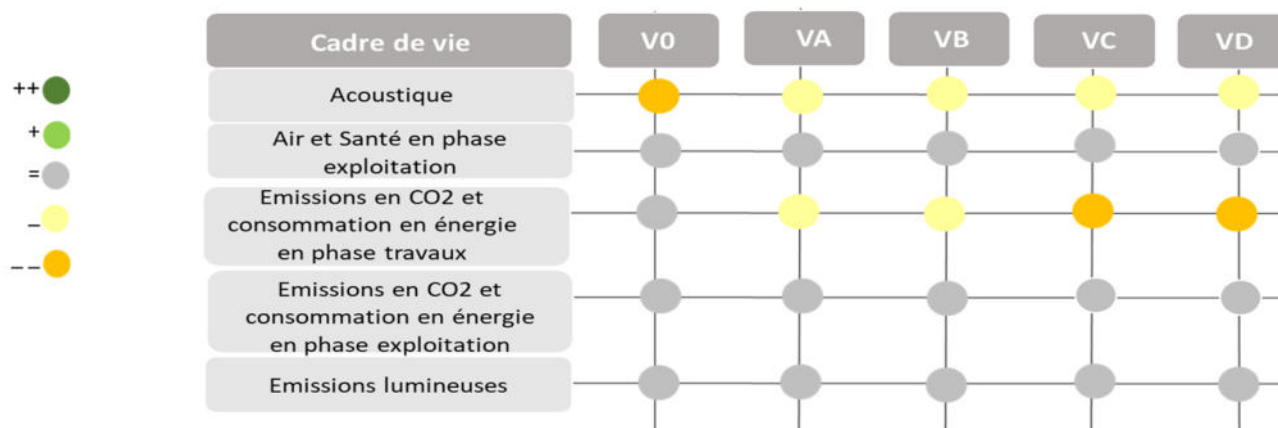 Cadre de vie V0 VA VB VC VD
++
Acoustique
+
Air et Santé en phase
exploitation
=
Emissions en CO2 et
consommation en énergie
en phase travaux
_
__
Emissions en CO2 et
consommation en énergie
en phase exploitation
Emissions lumineuses